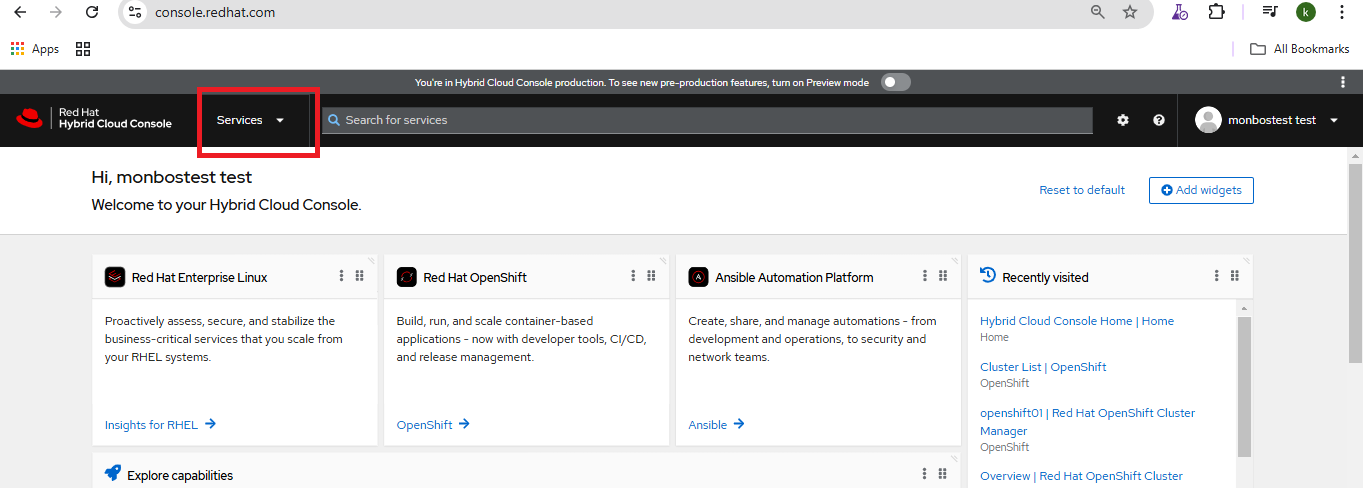 console.redhat.com
k
Apps
All Bookmarks
You're in Hybrid Cloud Console production. To see new pre-production features, turn on Preview mode
Red Hat
Hybrid Cloud Console
Services
Search for services
monbostest test
Hi, monbostest test
Welcome to your Hybrid Cloud Console.
Reset to default
Add widgets
Red Hat Enterprise Linux
Proactively assess, secure, and stabilize the
business-critical services that you scale from
your RHEL systems.
Insights for RHEL
Red Hat OpenShift
Build, run, and scale container-based
applications - now with developer tools, CI/CD,
and release management.
OpenShift
Ansible Automation Platform
Create, share, and manage automations - from
development and operations, to security and
network teams.
Ansible
Recently visited
Hybrid Cloud Console Home | Home
Home
Cluster List | OpenShift
OpenShift
openshift01 | Red Hat OpenShift Cluster
Manager
OpenShift
Overview | Red Hat OpenShift Cluster
Explore capabilities